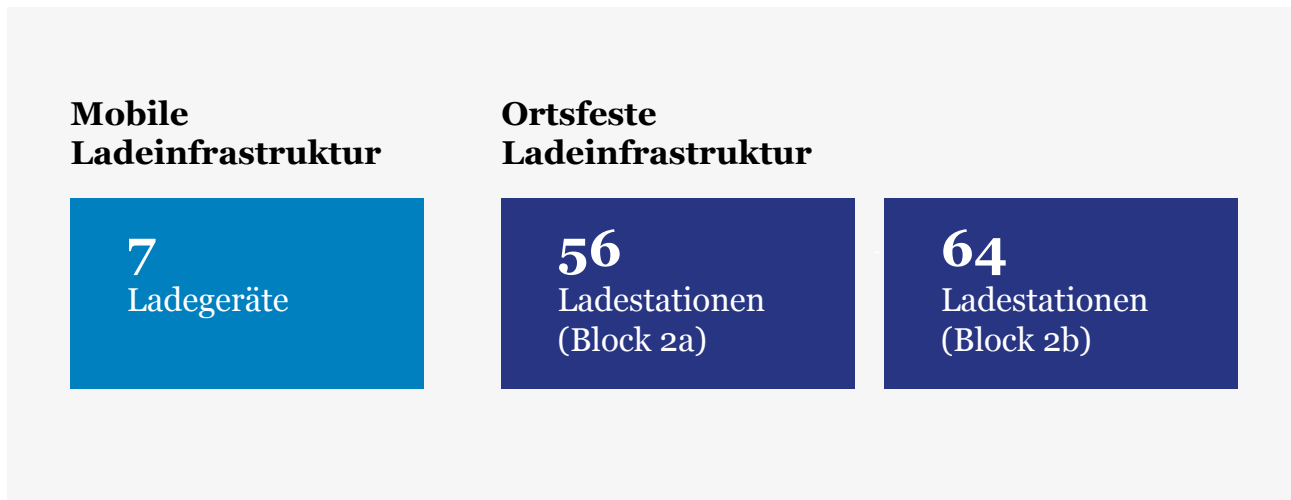 Mobile
Ladeinfrastruktur
7
Ladegeräte
Ortsfeste
Ladeinfrastruktur
56
Ladestationen
(Block 2a)
64
Ladestationen
(Block 2b)